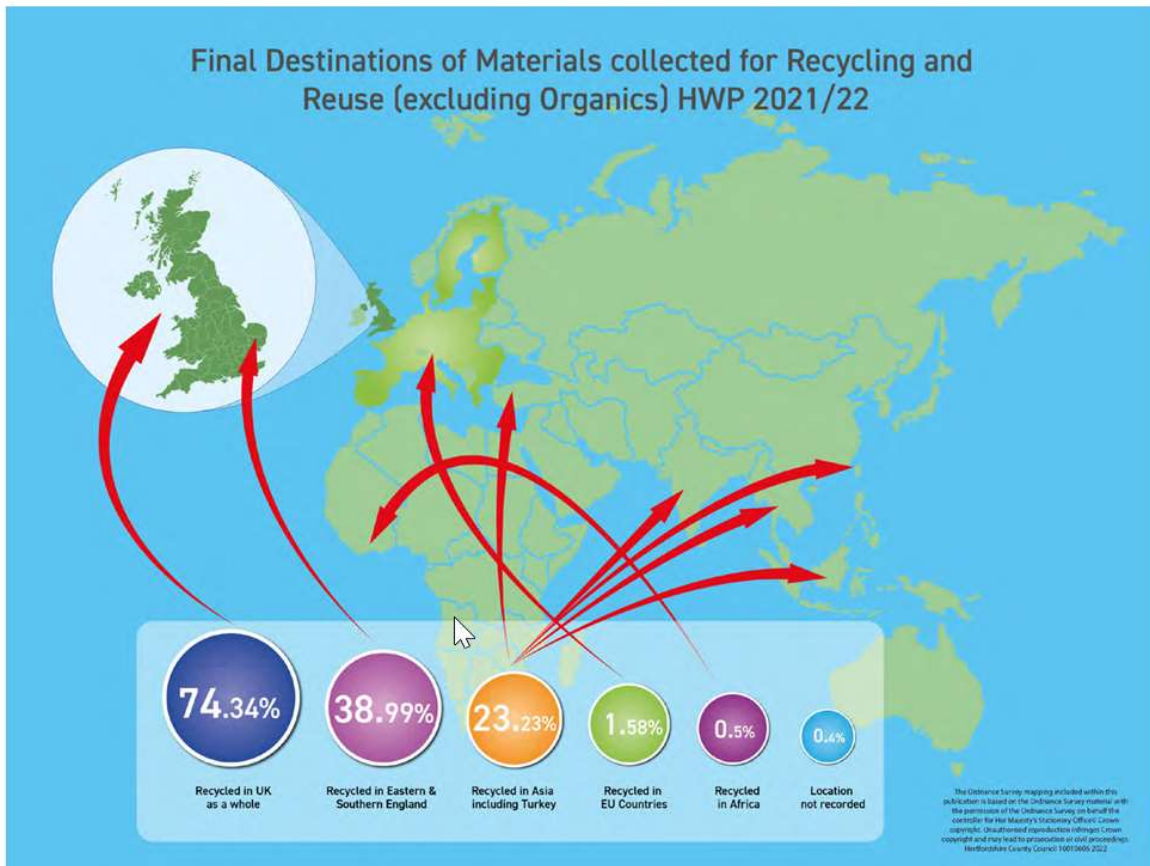 Final Destinations of Materials collected for Recycling and
Reuse (excluding Organics) HWP 2021/22
74.34%
38.99%
23.23%
1.58%
0.5%
0.4%
Recycled in UK
as a whole
Recycled in Eastern &
Southern England
Recycled in Asia
including Turkey
Recycled in
EU Countries
Recycled
in Africa
Location
not recorded
The Ordnance Survey mapping included within this
publication is based on the Ordnance Survey material with
the permission of the Ordnance Survey on behalf the
controller for Her Majesty's Stationery Office© Crown
copyright. Unauthorised reproduction infringes Crown
copyright and may lead to prosecution or civil proceedings.
Hertfordshire County Council 2022